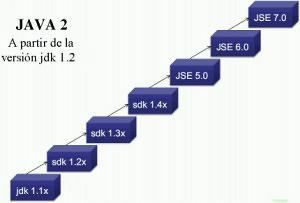 JAVA 2
A partir de la
versión jdk 1.2
JSE 7.0
JSE 6.0
JSE 5.0
sdk 1.4x
sdk 1.3x
sdk 1.2x
jdk 1.1x